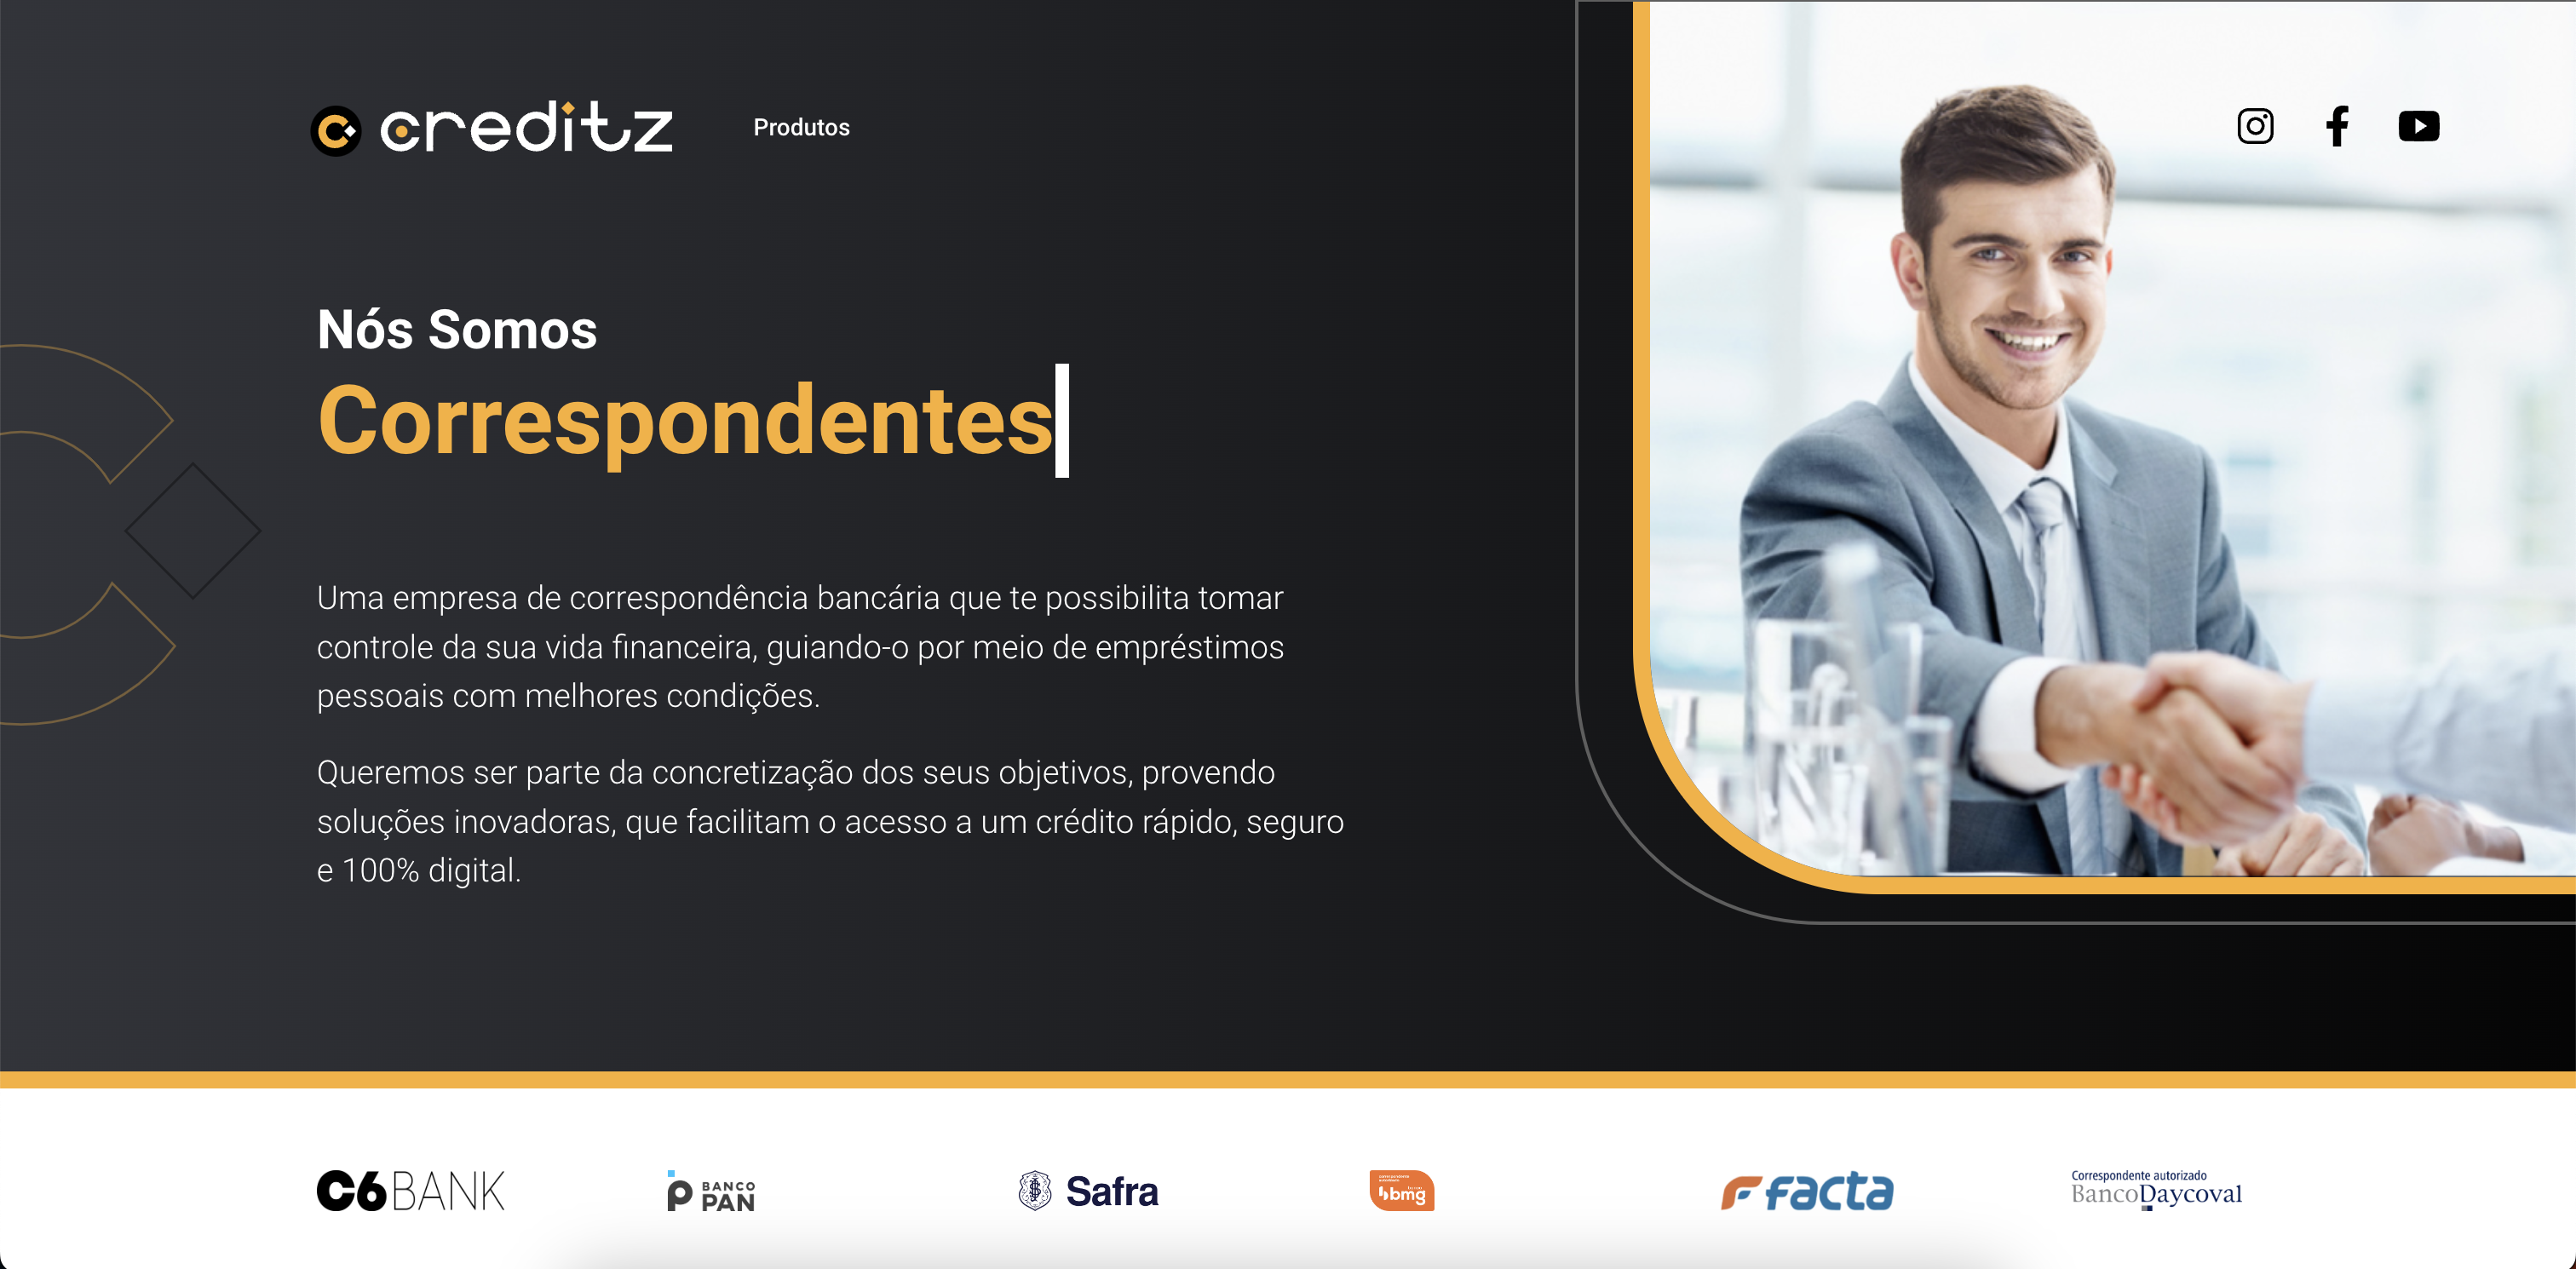 creditz
Produtos
Nós Somos
Correspondentes
Uma empresa de correspondência bancária que te possibilita tomar
controle da sua vida financeira, guiando-o por meio de empréstimos
pessoais com melhores condições.
Queremos ser parte da concretização dos seus objetivos, provendo
soluções inovadoras, que facilitam o acesso a um crédito rápido, seguro
e 100% digital.
C6BANK
BANCO
PAN
Safra
bmg
facta
Correspondente autorizado
BancoDaycoval